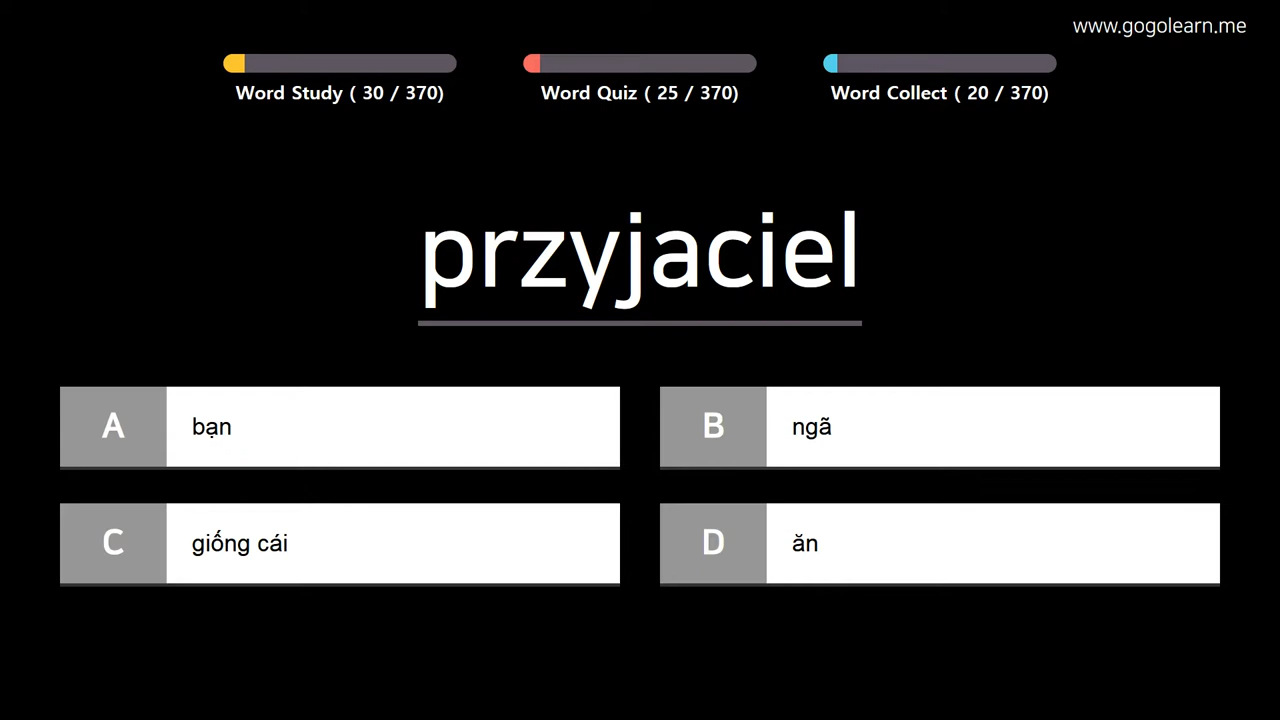 www.gogolearn.me
Word Study ( 30 / 370)
Word Quiz ( 25 / 370)
Word Collect ( 20 / 370)
przyjaciel
A bạn
B ngã
C giống cái
D ăn